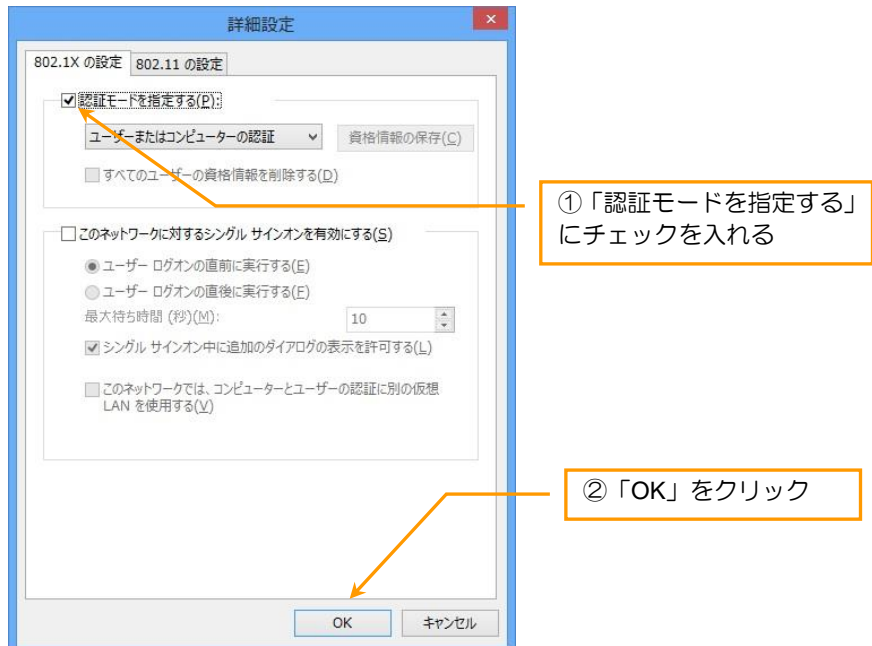 詳細設定
802.1X の設定 802.11 の設定
認証モードを指定する(P):
ユーザーまたはコンピューターの認証 資格情報の保存(C)
すべてのユーザーの資格情報を削除する(D)
①「認証モードを指定する」
にチェックを入れる
このネットワークに対するシングル サインオンを有効にする(S)
ユーザー ログオンの直前に実行する(E)
ユーザー ログオンの直後に実行する(F)
最大待ち時間 (秒)(M): 10
シングル サインオン中に追加のダイアログの表示を許可する(L)
このネットワークでは、コンピューターとユーザーの認証に別の仮想
LAN を使用する(V)
②「OK」をクリック
OK キャンセル